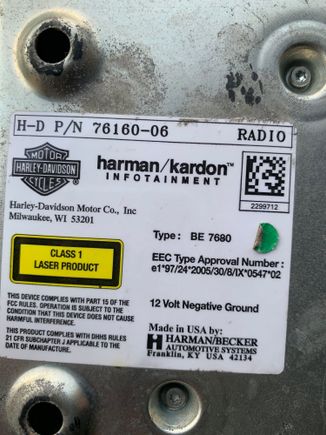 H-D P/N 76160-06 RADIO
MOTOR
HARLEY-DAVIDSON
CYCLES
harman/kardon™
INFOTAINMENT
2299712
Harley-Davidson Motor Co., Inc
Milwaukee, WI 53201
Type: BE 7680
CLASS 1
LASER PRODUCT
EEC Type Approval Number :
e1*97/24*2005/30/8/IX*0547*02
THIS DEVICE COMPLIES WITH PART 15 OF THE
FCC RULES. OPERATION IS SUBJECT TO THE
CONDITION THAT THIS DEVICE DOES NOT CAUSE
HARMFUL INTERFERENCE.
12 Volt Negative Ground
THIS PRODUCT COMPLIES WITH DHHS RULES
21 CFR SUBCHAPTER J APPLICABLE TO
DATE OF MANUFACTURE.
Made in USA by:
HARMAN/BECKER
AUTOMOTIVE SYSTEMS
Franklin, KY USA 42134